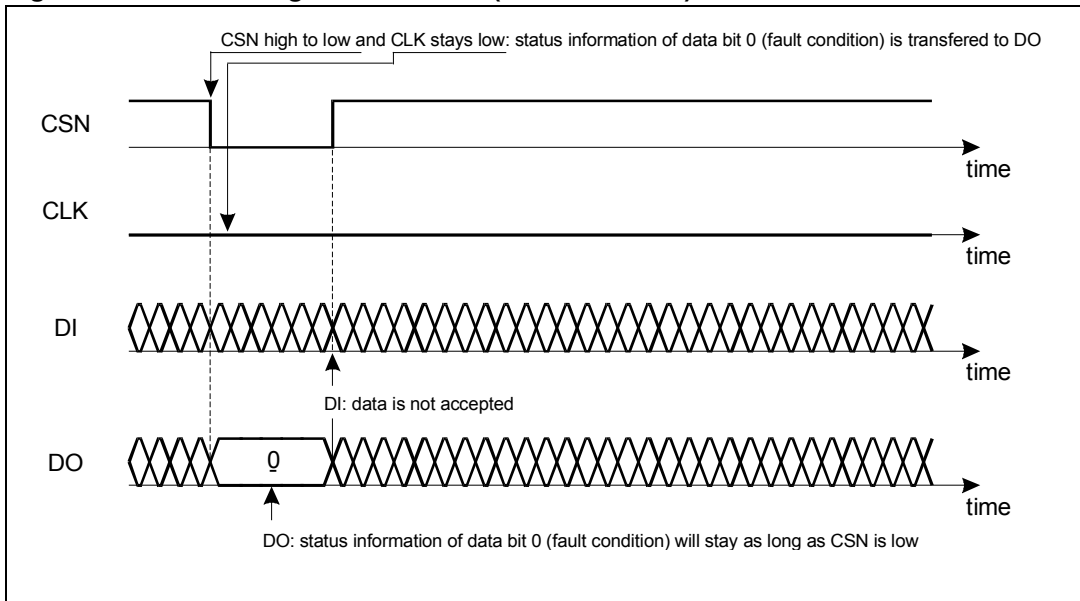 CSN high to low and CLK stays low: status information of data bit 0 (fault condition) is transfered to DO
CSN
time
CLK
time
DI
time
DI: data is not accepted
DO
0
time
DO: status information of data bit 0 (fault condition) will stay as long as CSN is low